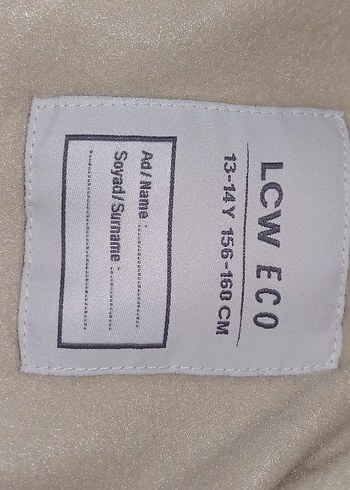 LCW ECO
13-14Y 156-160 CM
Ad / Name :
Soyad / Surname :